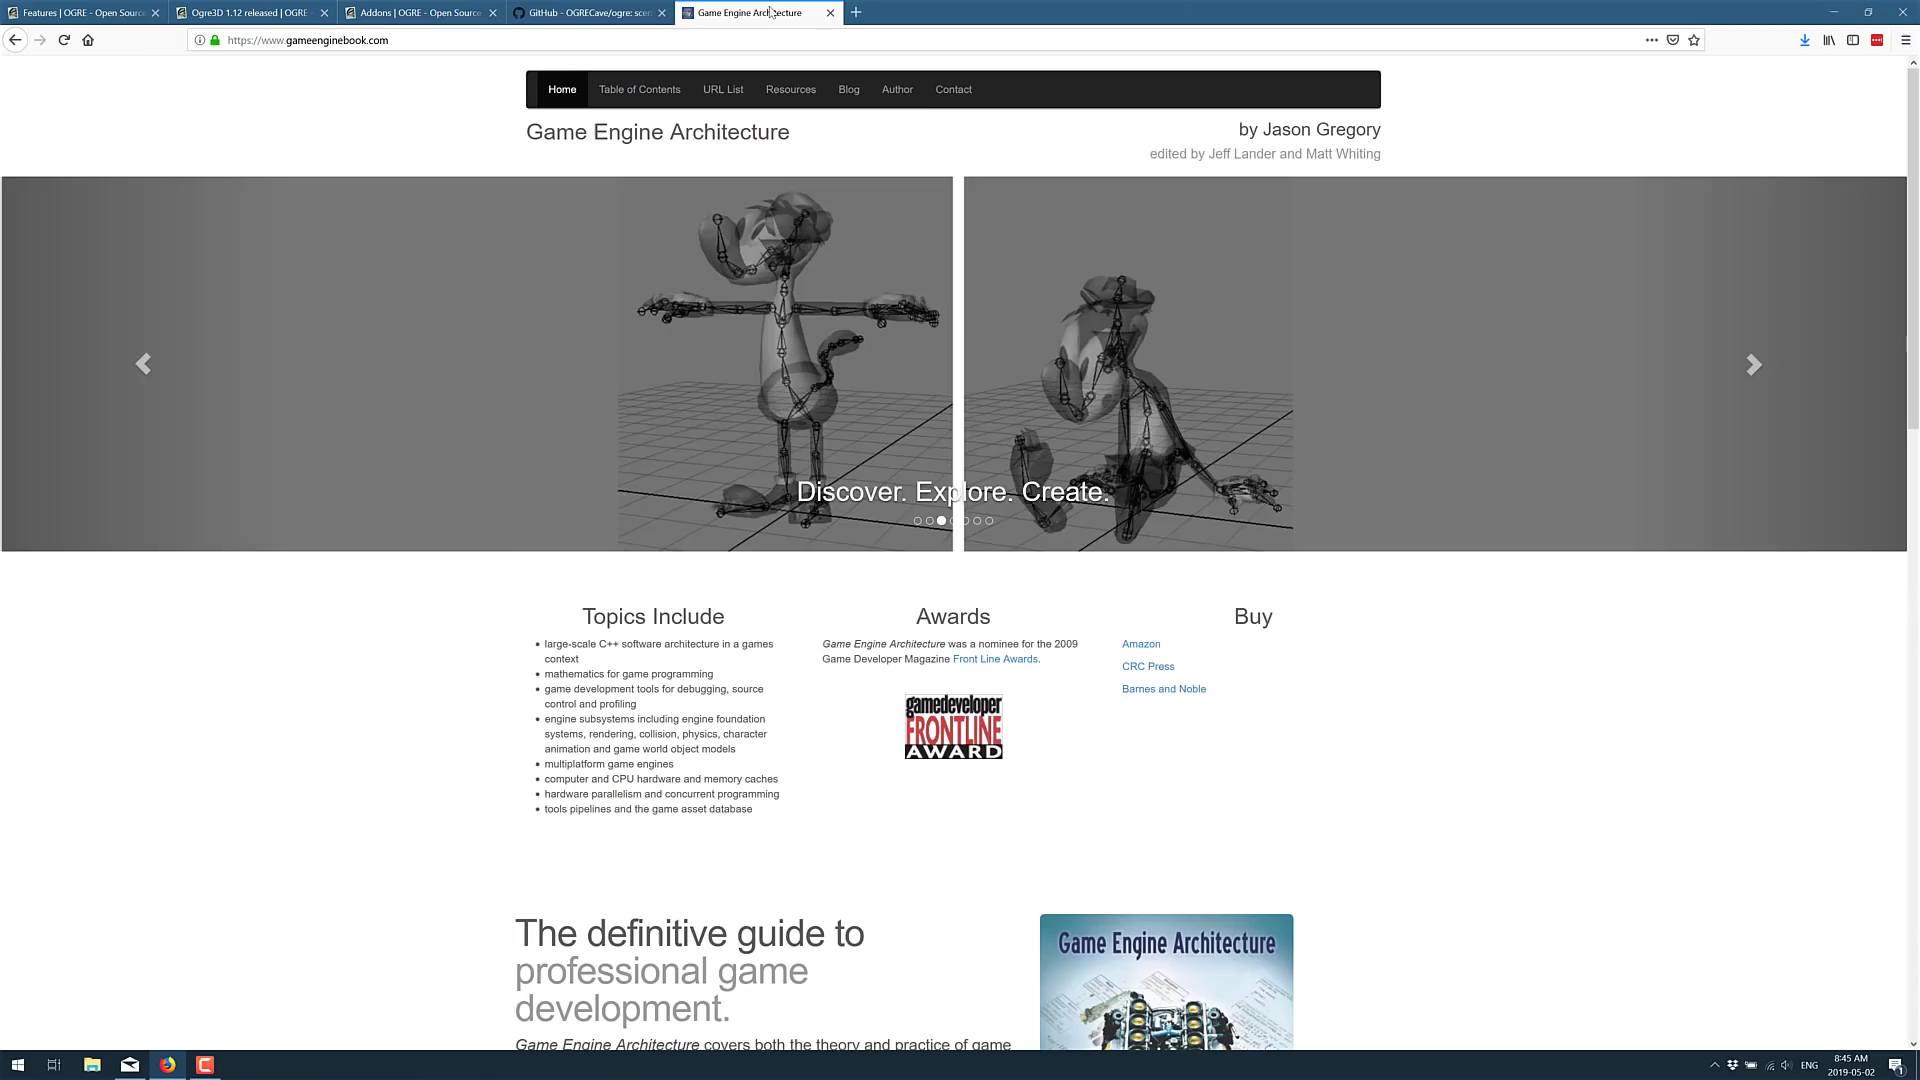 Features | OGRE - Open Source
Ogre3D 1.12 released | OGRE
Addons | OGRE - Open Source
GitHub - OGRECave/ogre: scen
Game Engine Architecture
https://www.gameenginebook.com
Home
Table of Contents
URL List
Resources
Blog
Author
Contact
Game Engine Architecture
by Jason Gregory
edited by Jeff Lander and Matt Whiting
Discover. Explore. Create.
Topics Include
large-scale C++ software architecture in a games
context
mathematics for game programming
game development tools for debugging, source
control and profiling
engine subsystems including engine foundation
systems, rendering, collision, physics, character
animation and game world object models
multiplatform game engines
computer and CPU hardware and memory caches
hardware parallelism and concurrent programming
tools pipelines and the game asset database
Awards
Game Engine Architecture was a nominee for the 2009
Game Developer Magazine Front Line Awards.
gamedeveloper
FRONTLINE
AWARD
Buy
Amazon
CRC Press
Barnes and Noble
The definitive guide to
professional game
development.
Game Engine Architecture covers both the theory and practice of game
Game Engine Architecture
ENG
8:45 AM
2019-05-02